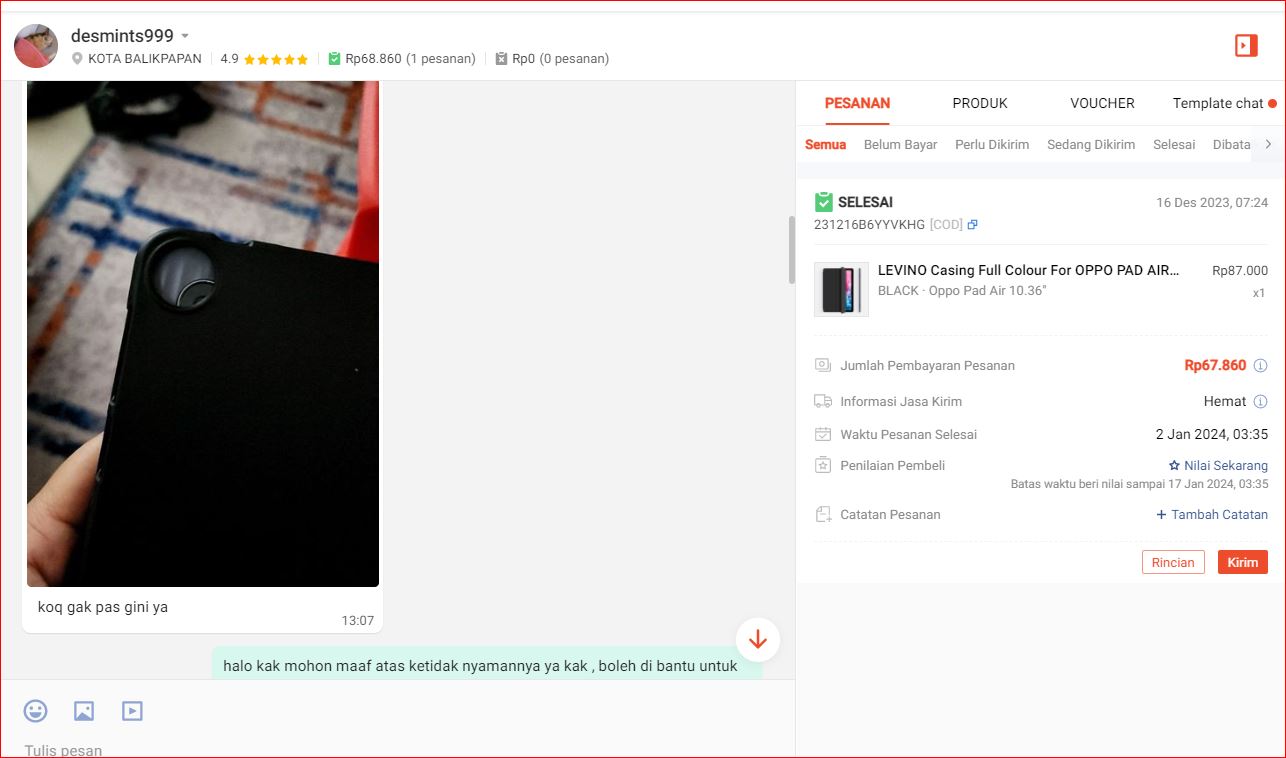 desmints999
KOTA BALIKPAPAN
4.9
Rp68.860 (1 pesanan)
Rp0 (0 pesanan)
koq gak pas gini ya
13:07
halo kak mohon maaf atas ketidak nyamannya ya kak , boleh di bantu untuk
Tulis pesan
PESANAN
PRODUK
VOUCHER
Template chat
Semua
Belum Bayar
Perlu Dikirim
Sedang Dikirim
Selesai
Dibata
SELESAI
16 Des 2023, 07:24
231216B6YYVKHG [COD]
LEVINO Casing Full Colour For OPPO PAD AIR...
Rp87.000
BLACK - Oppo Pad Air 10.36"
x1
Jumlah Pembayaran Pesanan
Rp67.860
Informasi Jasa Kirim
Hemat
Waktu Pesanan Selesai
2 Jan 2024, 03:35
Penilaian Pembeli
Nilai Sekarang
Batas waktu beri nilai sampai 17 Jan 2024, 03:35
Catatan Pesanan
+ Tambah Catatan
Rincian
Kirim